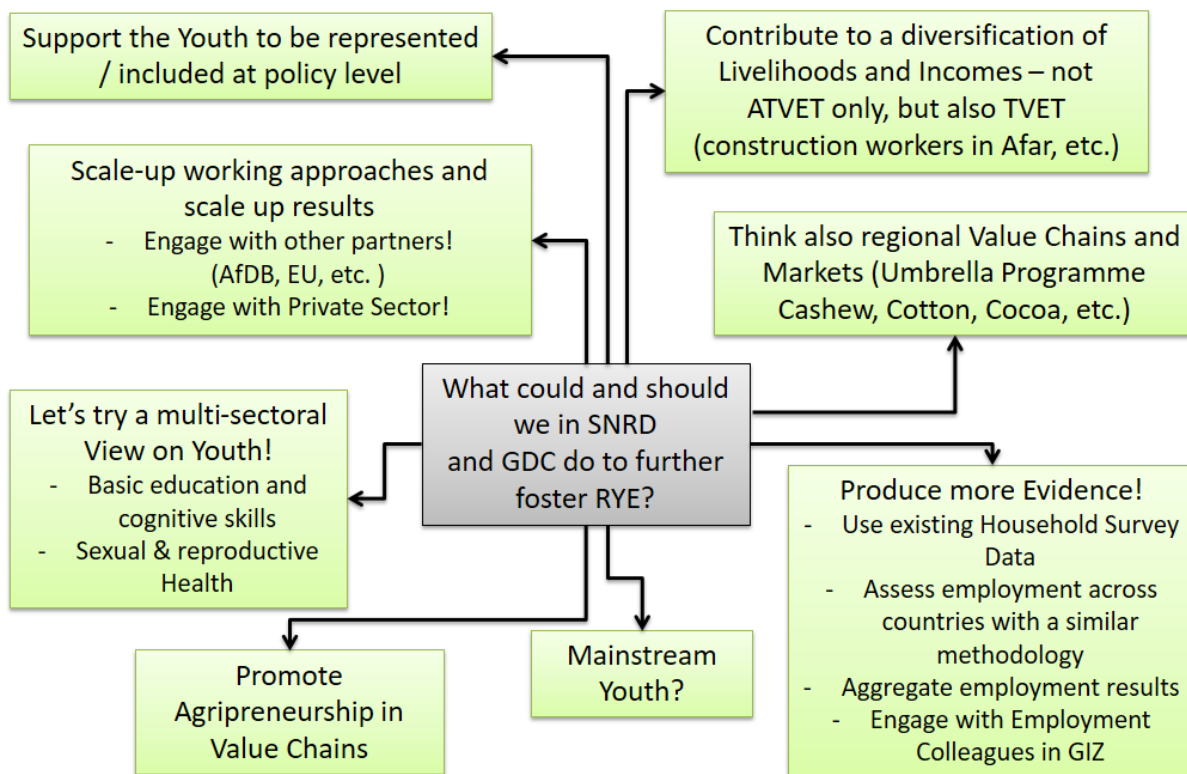 Support the Youth to be represented
/ included at policy level
Contribute to a diversification of
Livelihoods and Incomes – not
ATVET only, but also TVET
(construction workers in Afar, etc.)
Scale-up working approaches and
scale up results
- Engage with other partners!
(AfDB, EU, etc. )
- Engage with Private Sector!
Think also regional Value Chains and
Markets (Umbrella Programme
Cashew, Cotton, Cocoa, etc.)
What could and should
we in SNRD
and GDC do to further
foster RYE?
Let’s try a multi-sectoral
View on Youth!
- Basic education and
cognitive skills
- Sexual & reproductive
Health
Produce more Evidence!
- Use existing Household Survey
Data
- Assess employment across
countries with a similar
methodology
- Aggregate employment results
- Engage with Employment
Colleagues in GIZ
Promote
Agripreneurship in
Value Chains
Mainstream
Youth?